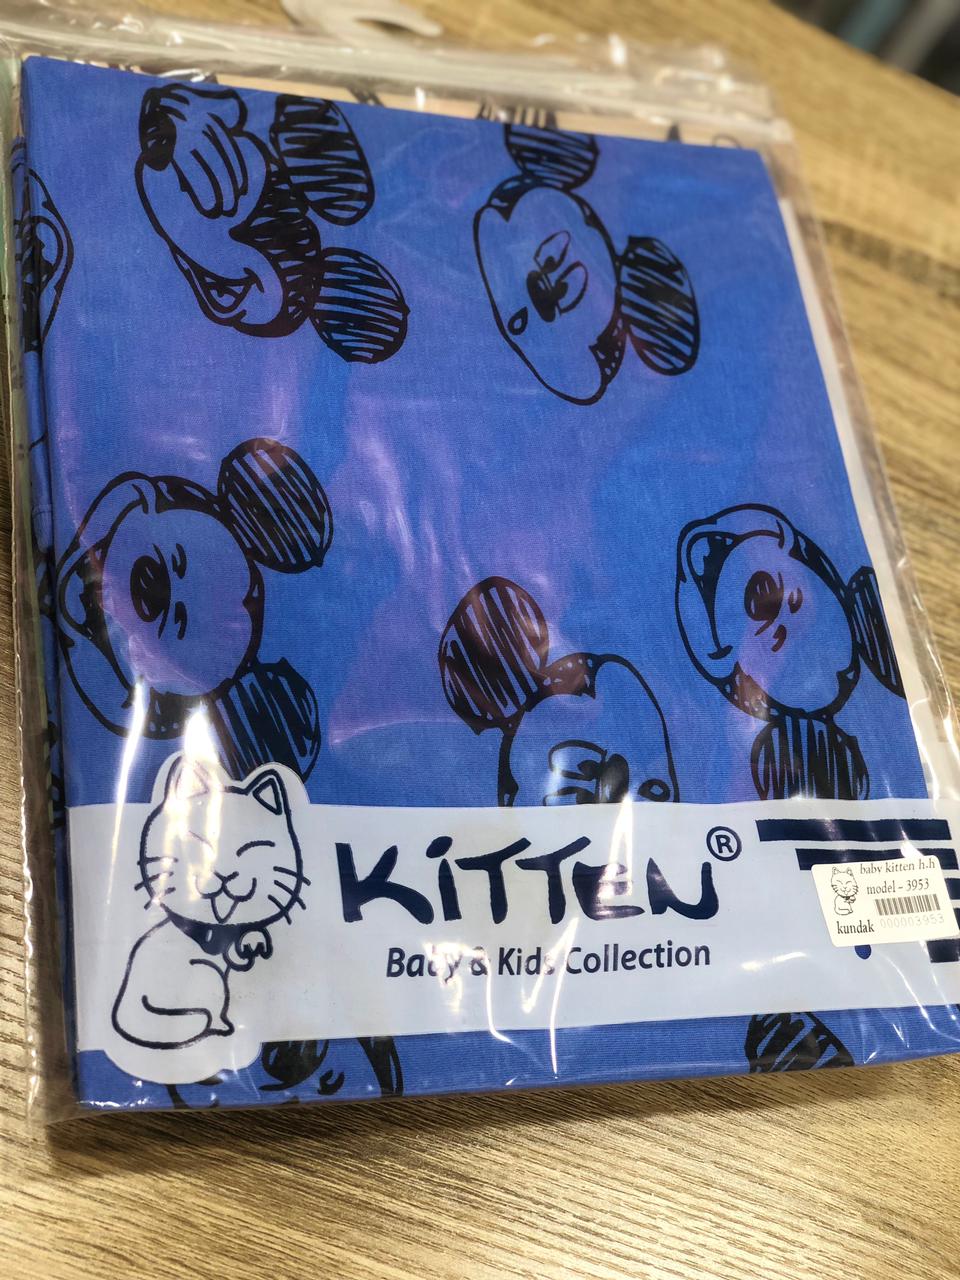 KiTTEN®
Baby & Kids Collection
baby kitten h.h
model - 3953
kundak 000003953